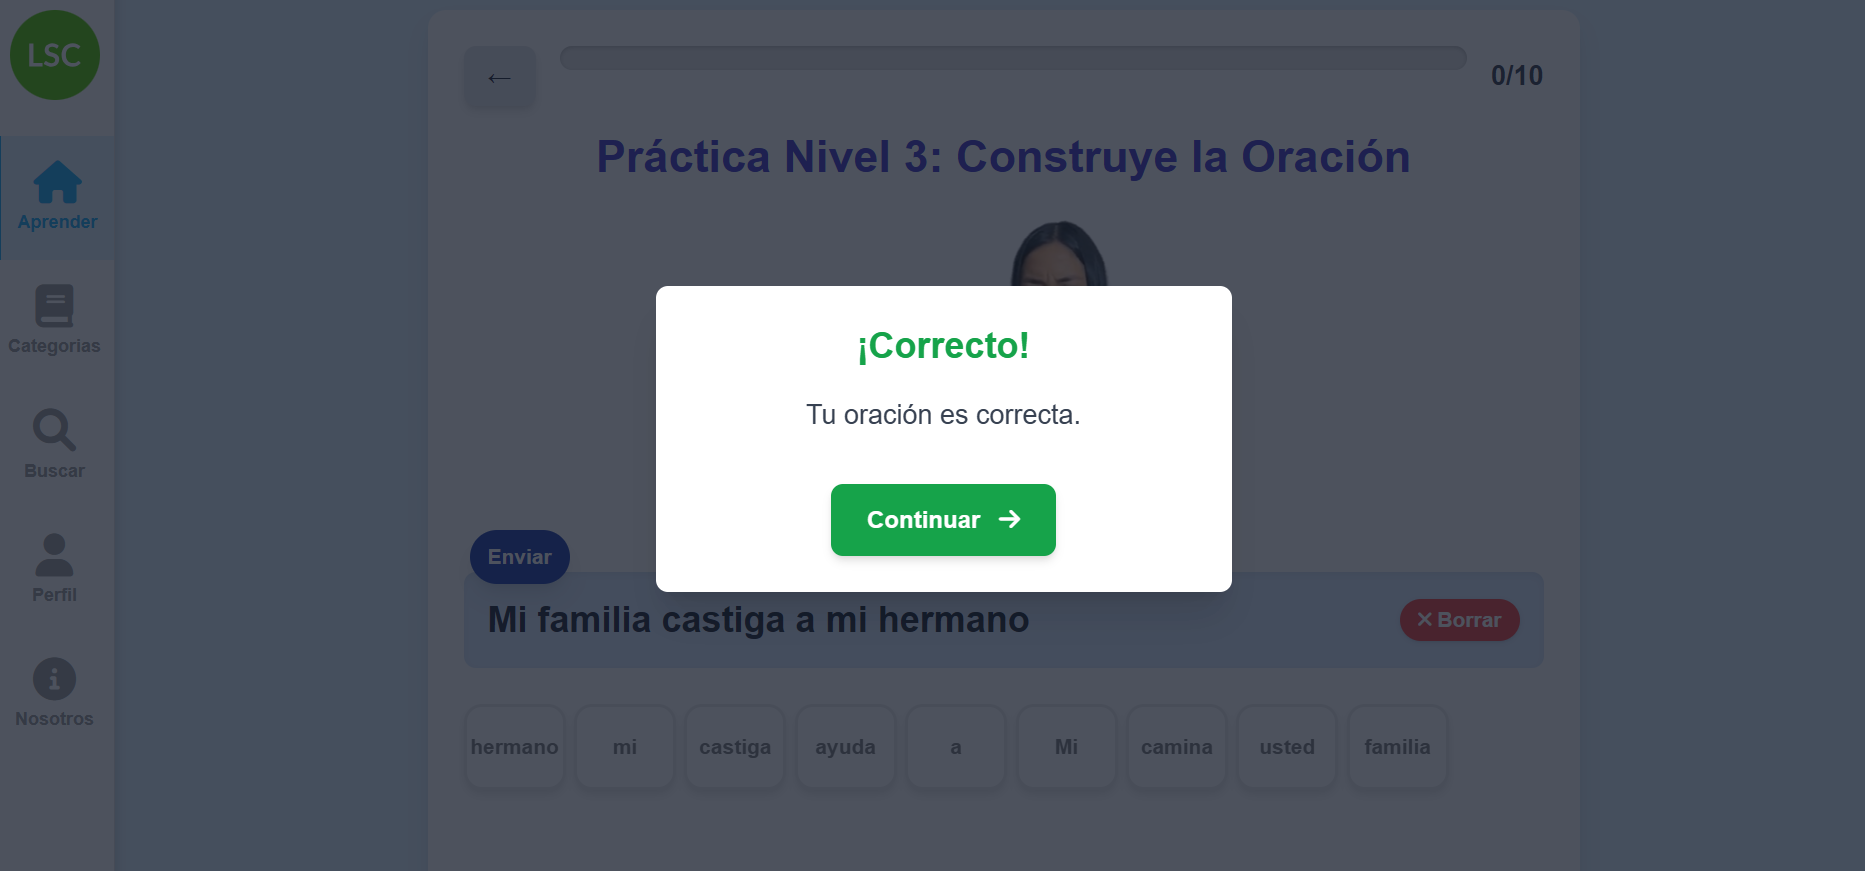 LSC
Aprender
Categorias
Buscar
Perfil
Nosotros
←
0/10
Práctica Nivel 3: Construye la Oración
¡Correcto!
Tu oración es correcta.
Continuar →
Enviar
Mi familia castiga a mi hermano
✕ Borrar
hermano mi castiga ayuda a Mi camina usted familia